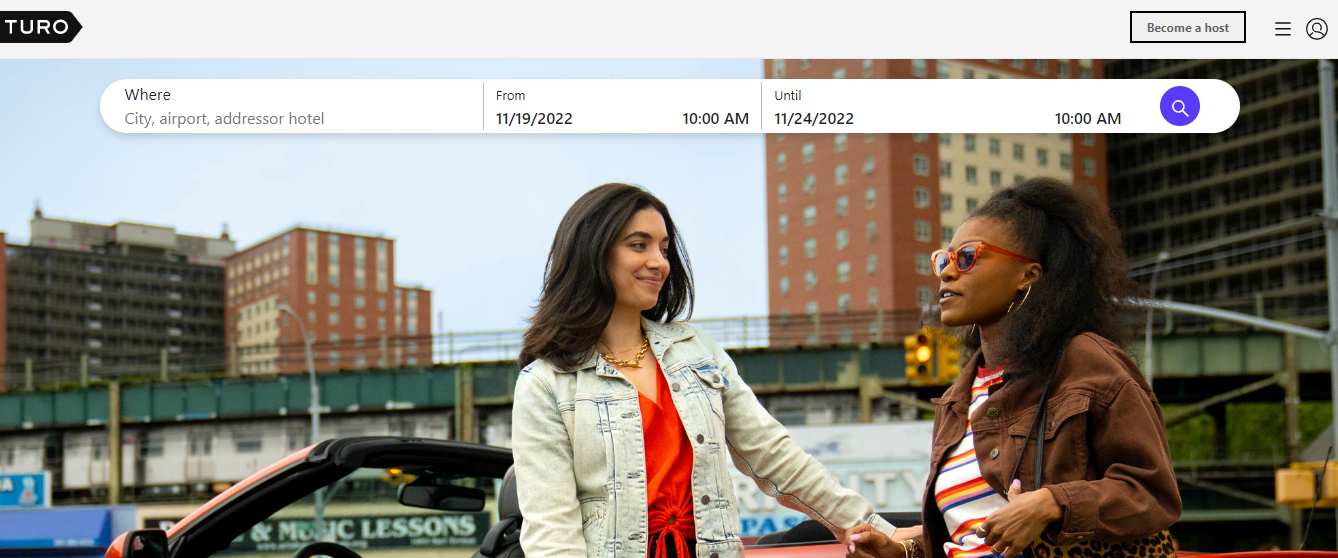 TURO
Become a host
Where
From
Until
City, airport, addressor hotel
11/19/2022
10:00 AM
11/24/2022
10:00 AM
& MUSIC LESSONS